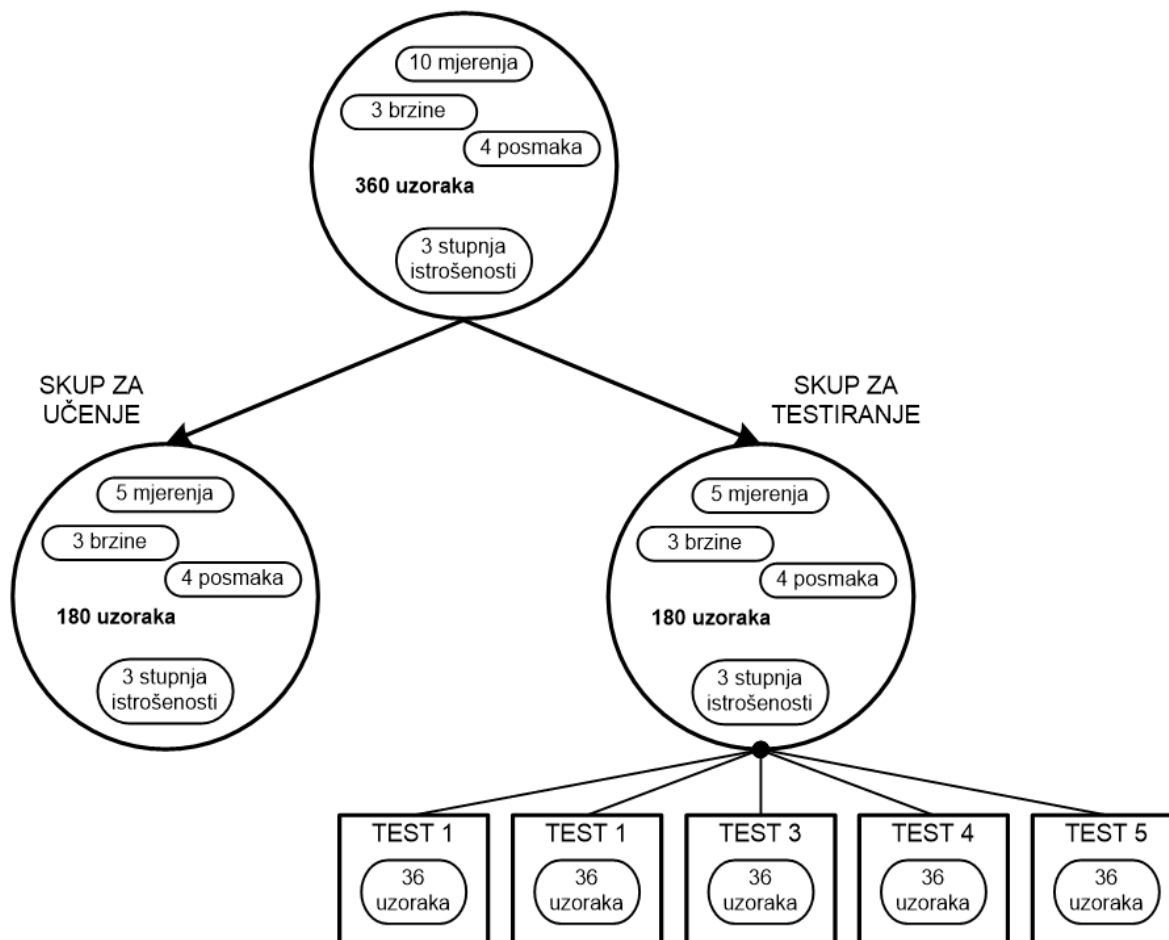 10 mjerenja
3 brzine
4 posmaka
360 uzoraka
3 stupnja
istrošenosti
SKUP ZA
UČENJE
5 mjerenja
3 brzine
4 posmaka
180 uzoraka
3 stupnja
istrošenosti
SKUP ZA
TESTIRANJE
5 mjerenja
3 brzine
4 posmaka
180 uzoraka
3 stupnja
istrošenosti
TEST 1
36
uzoraka
TEST 1
36
uzoraka
TEST 3
36
uzoraka
TEST 4
36
uzoraka
TEST 5
36
uzoraka